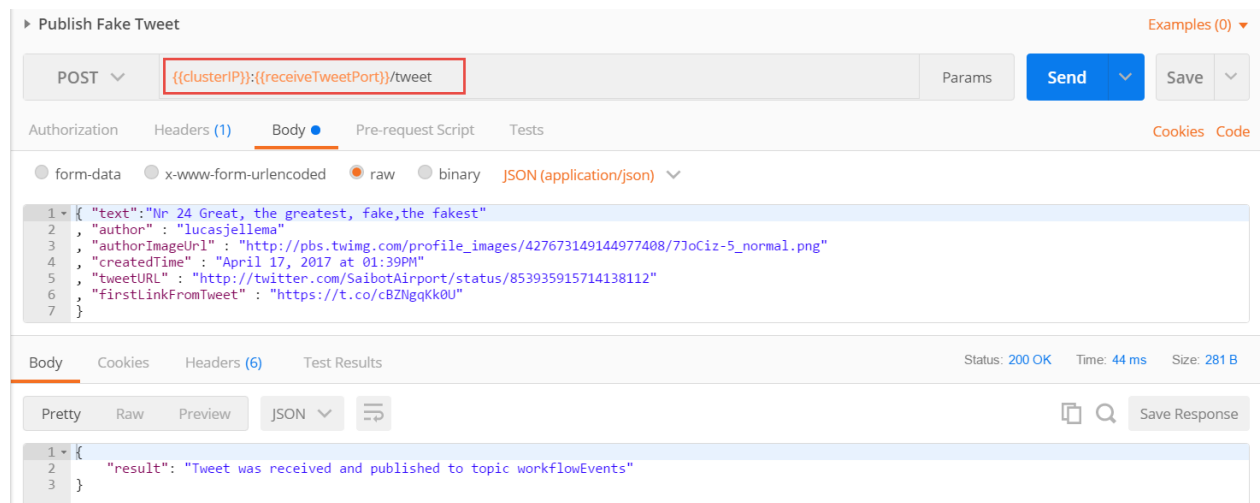 Publish Fake Tweet
Examples (0)
POST {{clusterIP}}:{{receiveTweetPort}}/tweet Params Send Save
Authorization Headers (1) Body Pre-request Script Tests Cookies Code
form-data x-www-form-urlencoded raw binary JSON (application/json)
1 { "text":"Nr 24 Great, the greatest, fake,the fakest"
2 , "author" : "lucasjellema"
3 , "authorImageUrl" : "http://pbs.twimg.com/profile_images/427673149144977408/7JoCiz-5_normal.png"
4 , "createdTime" : "April 17, 2017 at 01:39PM"
5 , "tweetURL" : "http://twitter.com/SaibotAirport/status/853935915714138112"
6 , "firstLinkFromTweet" : "https://t.co/cBZNgqKk0U"
7 }
Body Cookies Headers (6) Test Results Status: 200 OK Time: 44 ms Size: 281 B
Pretty Raw Preview JSON Save Response
1 {
2 "result": "Tweet was received and published to topic workflowEvents"
3 }